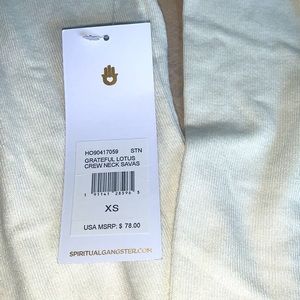 HO90417059 STN
GRATEFUL LOTUS
CREW NECK SAVAS
XS
USA MSRP: $ 78.00
SPIRITUALGANGSTER.COM